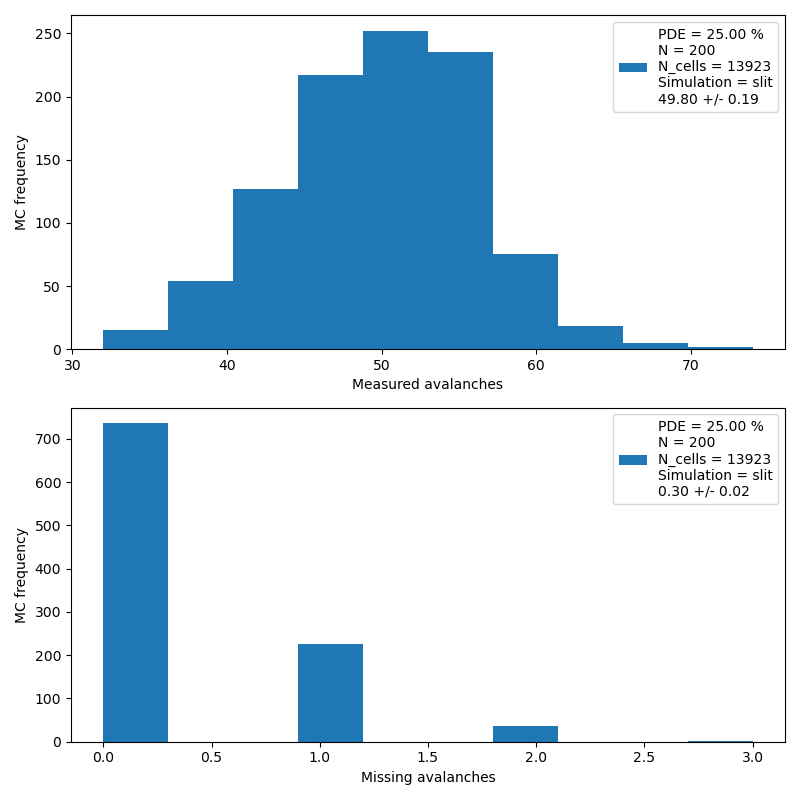 250
200
150
100
50
0
MC frequency
PDE = 25.00 %
N = 200
N_cells = 13923
Simulation = slit
49.80 +/- 0.19
30 40 50 60 70
Measured avalanches
700
600
500
400
300
200
100
0
MC frequency
PDE = 25.00 %
N = 200
N_cells = 13923
Simulation = slit
0.30 +/- 0.02
0.0 0.5 1.0 1.5 2.0 2.5 3.0
Missing avalanches